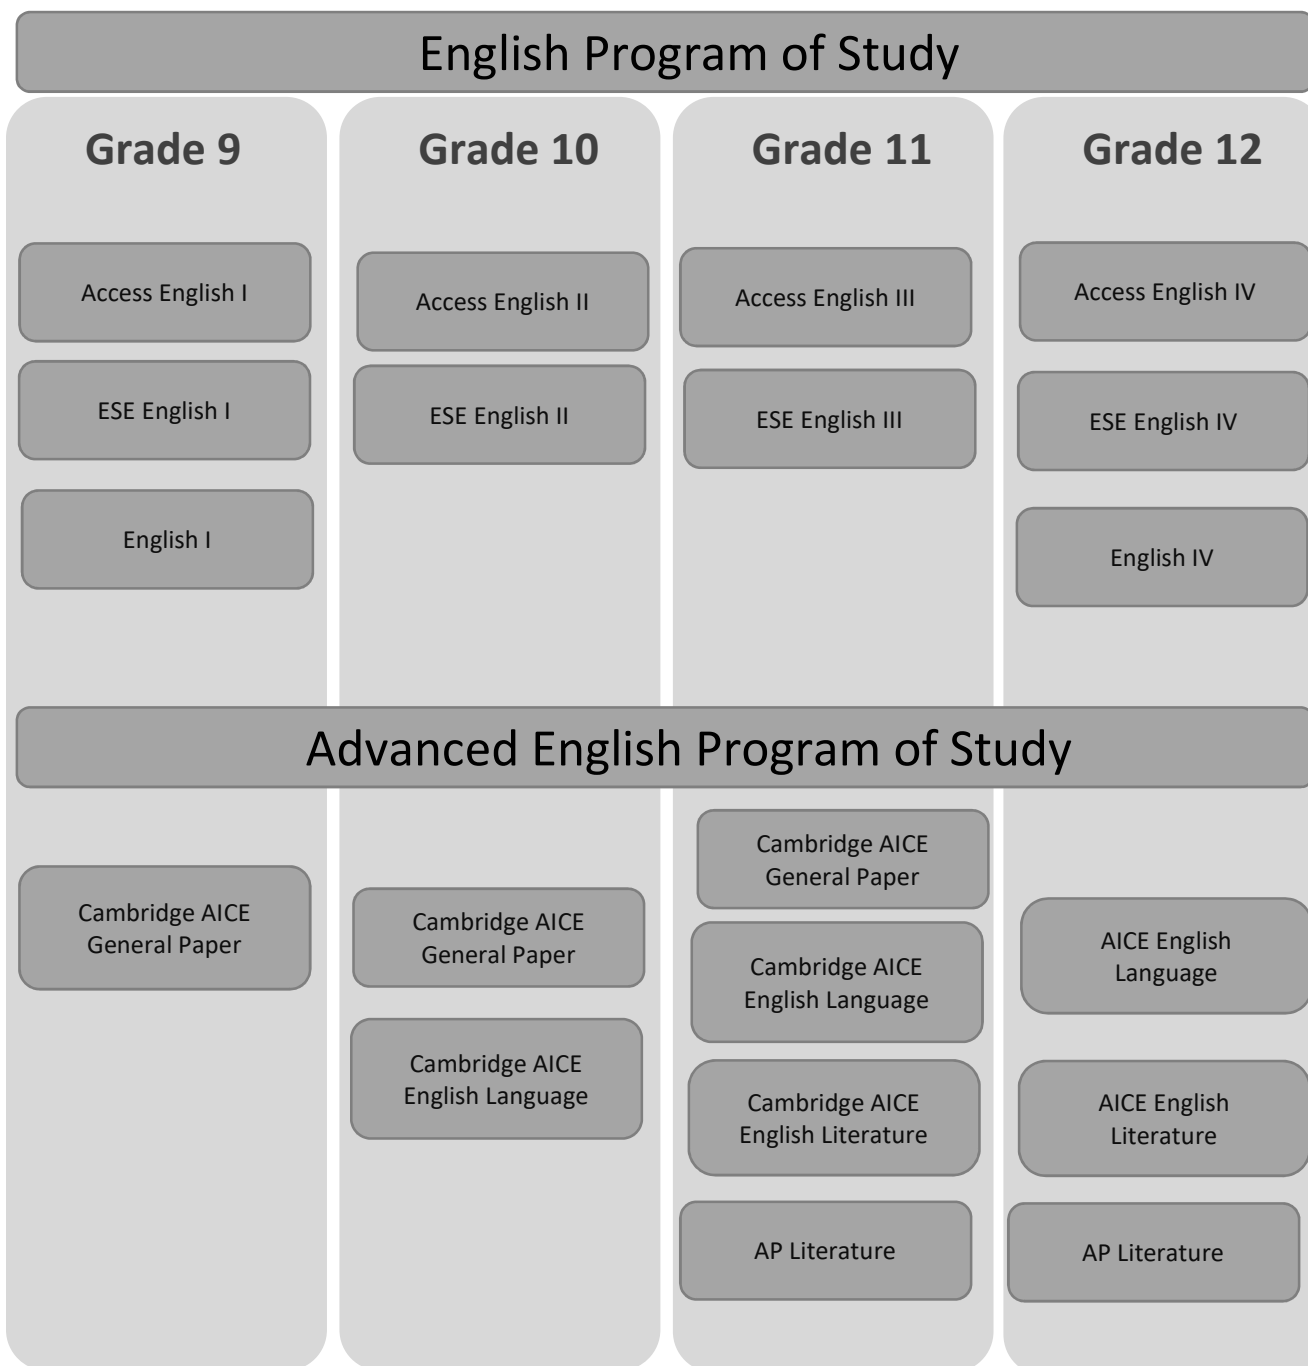 English Program of Study
Grade 9
Grade 10
Grade 11
Grade 12
Access English I
Access English II
Access English III
Access English IV
ESE English I
ESE English II
ESE English III
ESE English IV
English I
English IV
Advanced English Program of Study
Cambridge AICE
General Paper
Cambridge AICE
General Paper
Cambridge AICE
General Paper
Cambridge AICE
English Language
AICE English
Language
Cambridge AICE
English Language
Cambridge AICE
English Literature
AICE English
Literature
AP Literature
AP Literature